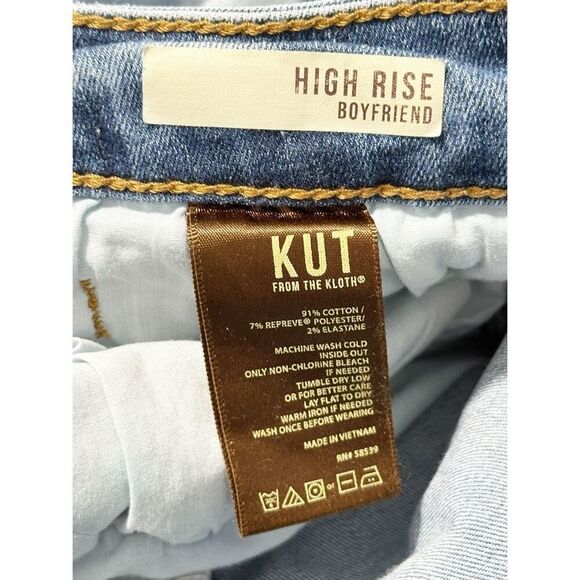 HIGH RISE
BOYFRIEND
KUT
FROM THE KLOTH®
91% COTTON /
7% REPREVE® POLYESTER/
2% ELASTANE
MACHINE WASH COLD
INSIDE OUT
ONLY NON-CHLORINE BLEACH
IF NEEDED
TUMBLE DRY LOW
OR FOR BETTER CARE
LAY FLAT TO DRY
WARM IRON IF NEEDED
WASH ONCE BEFORE WEARING
MADE IN VIETNAM
RN# 58539
30C or